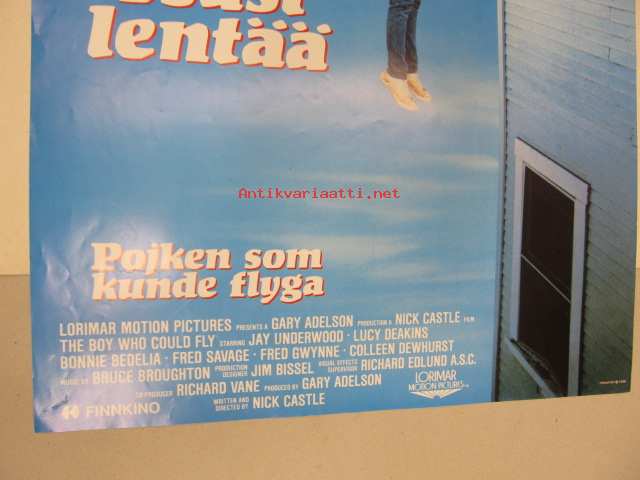 lentää
Antikvariaatti.net
Pojken som
kunde flyga
LORIMAR MOTION PICTURES PRESENTS A GARY ADELSON PRODUCTION A NICK CASTLE FILM
THE BOY WHO COULD FLY STARRING JAY UNDERWOOD · LUCY DEAKINS
BONNIE BEDELIA · FRED SAVAGE · FRED GWYNNE · COLLEEN DEWHURST
MUSIC BY BRUCE BROUGHTON PRODUCTION DESIGNER JIM BISSEL VISUAL EFFECTS SUPERVISOR RICHARD EDLUND A.S.C.
CO-PRODUCER RICHARD VANE PRODUCED BY GARY ADELSON
WRITTEN AND DIRECTED BY NICK CASTLE
LORIMAR
MOTION PICTURES
FINNKINO